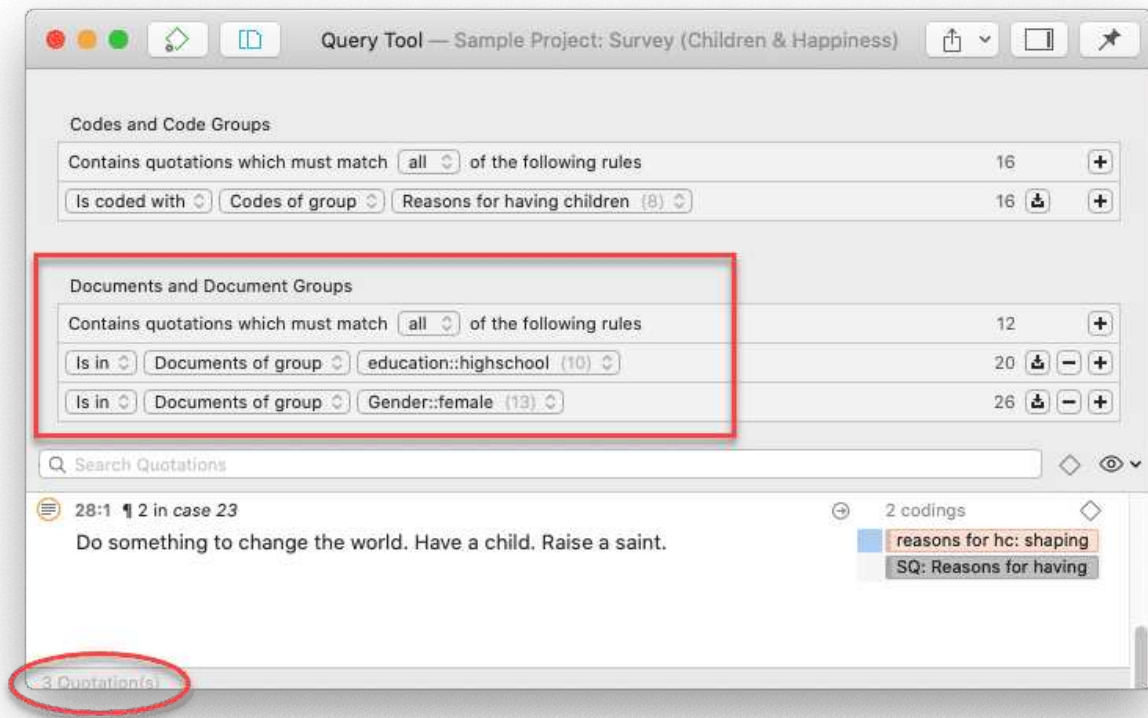 Query Tool — Sample Project: Survey (Children & Happiness)
Codes and Code Groups
Contains quotations which must match all of the following rules 16
Is coded with Codes of group Reasons for having children (8) 16
Documents and Document Groups
Contains quotations which must match all of the following rules 12
Is in Documents of group education::highschool (10) 20
Is in Documents of group Gender::female (13) 26
Search Quotations
28:1 ¶ 2 in case 23 2 codings
Do something to change the world. Have a child. Raise a saint. reasons for hc: shaping
SQ: Reasons for having
3 Quotation(s)